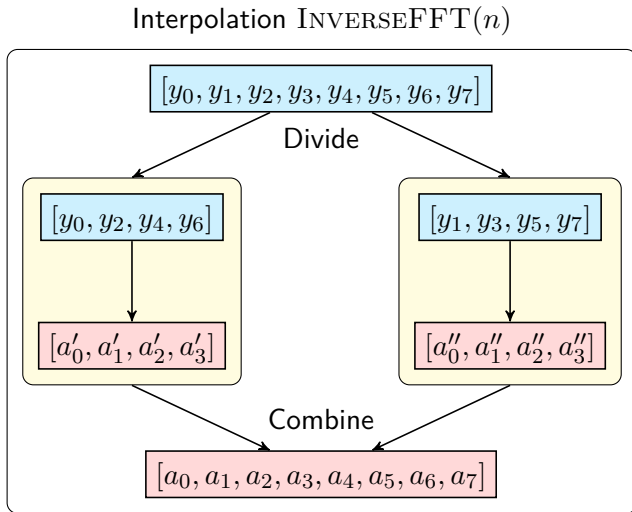 Interpolation INVERSEFFT(n)
[y₀, y₁, y₂, y₃, y₄, y₅, y₆, y₇]
Divide
[y₀, y₂, y₄, y₆]
[y₁, y₃, y₅, y₇]
[a′₀, a′₁, a′₂, a′₃]
[a″₀, a″₁, a″₂, a″₃]
Combine
[a₀, a₁, a₂, a₃, a₄, a₅, a₆, a₇]